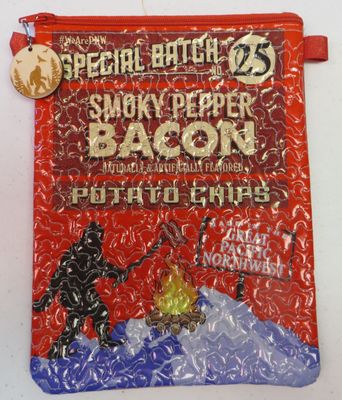 #WeArePNW
SPECIAL BATCH
NO. 25
SMOKY PEPPER
BACON
NATURALLY & ARTIFICIALLY FLAVORED
POTATO CHIPS
GREAT
PACIFIC
NORTHWEST